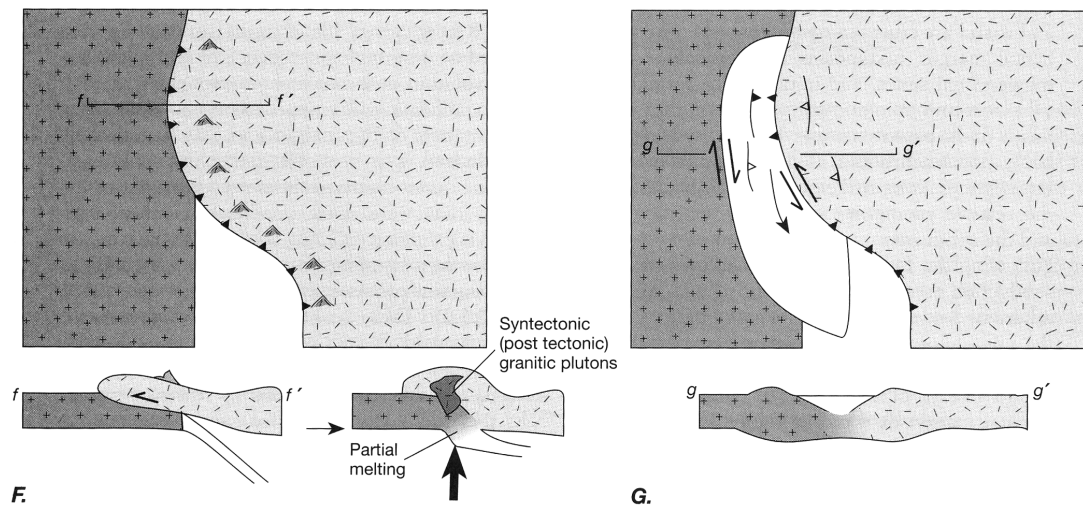 f
f′
g
g′
Syntectonic
(post tectonic)
granitic plutons
f
f′
g
g′
Partial
melting
F.
G.